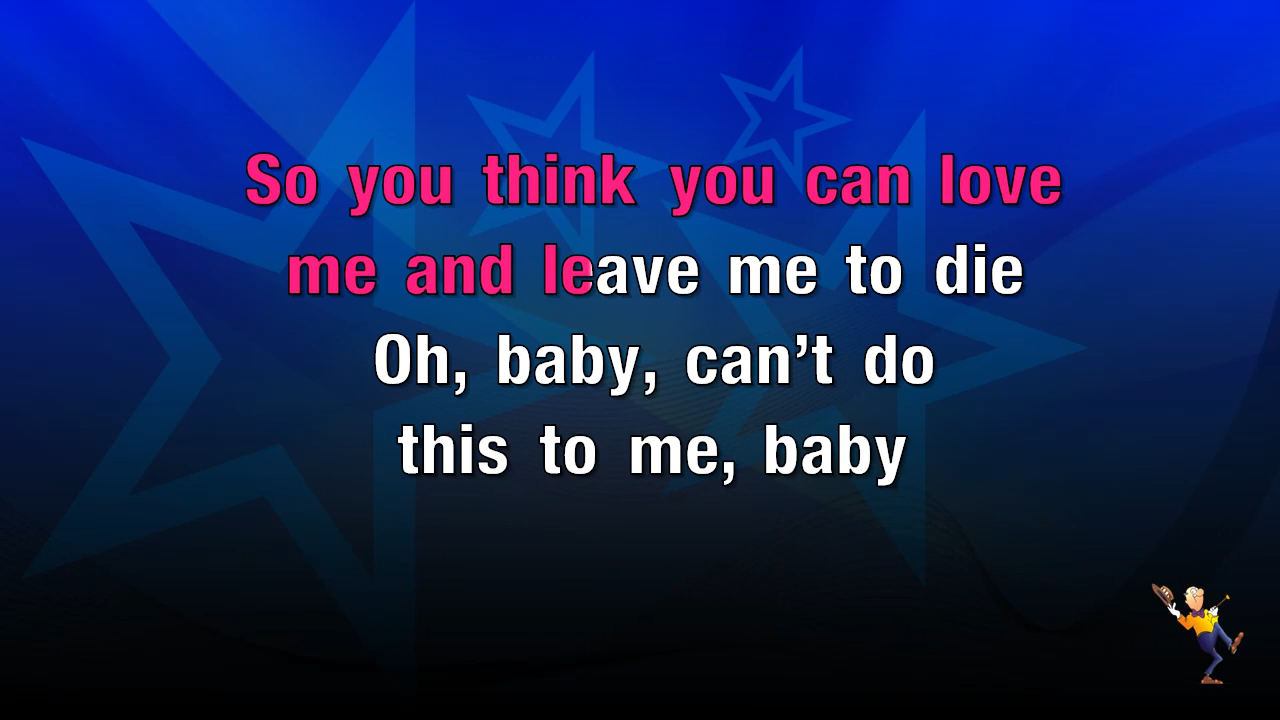 So you think you can love
me and leave me to die
Oh, baby, can’t do
this to me, baby